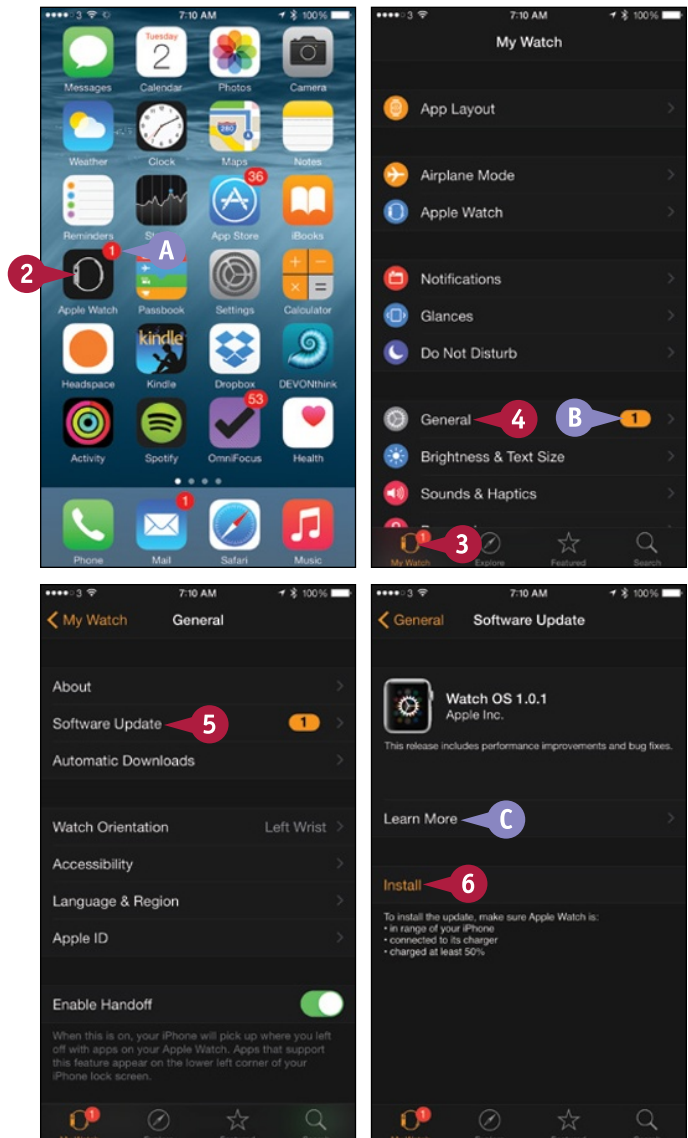 3 7:10 AM 100%
Tuesday
2
Messages Calendar Photos Camera
280
Weather Clock Maps Notes
36
Reminders App Store iBooks
1 A
2
Apple Watch Passbook Settings Calculator
kindle
Headspace Kindle Dropbox DEVONthink
53
Activity Spotify OmniFocus Health
1
Phone Mail Safari Music
3 7:10 AM 100%
My Watch
App Layout
Airplane Mode
Apple Watch
Notifications
Glances
Do Not Disturb
General 4 B 1
Brightness & Text Size
Sounds & Haptics
1 3
My Watch Explore Featured Search
3 7:10 AM 100%
My Watch General
About
Software Update 5 1
Automatic Downloads
Watch Orientation Left Wrist
Accessibility
Language & Region
Apple ID
Enable Handoff
When this is on, your iPhone will pick up where you left
off with apps on your Apple Watch. Apps that support
this feature appear on the lower left corner of your
iPhone lock screen.
1
3 7:10 AM 100%
General Software Update
Watch OS 1.0.1
Apple Inc.
This release includes performance improvements and bug fixes.
Learn More C
Install 6
To install the update, make sure Apple Watch is:
• in range of your iPhone
• connected to its charger
• charged at least 50%
1